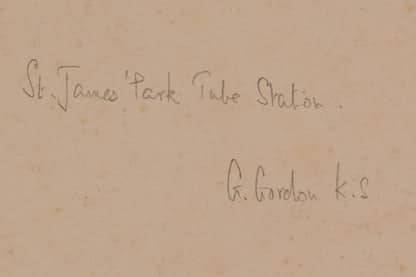 St. James' Park Tube Station.
G. Gordon K.S